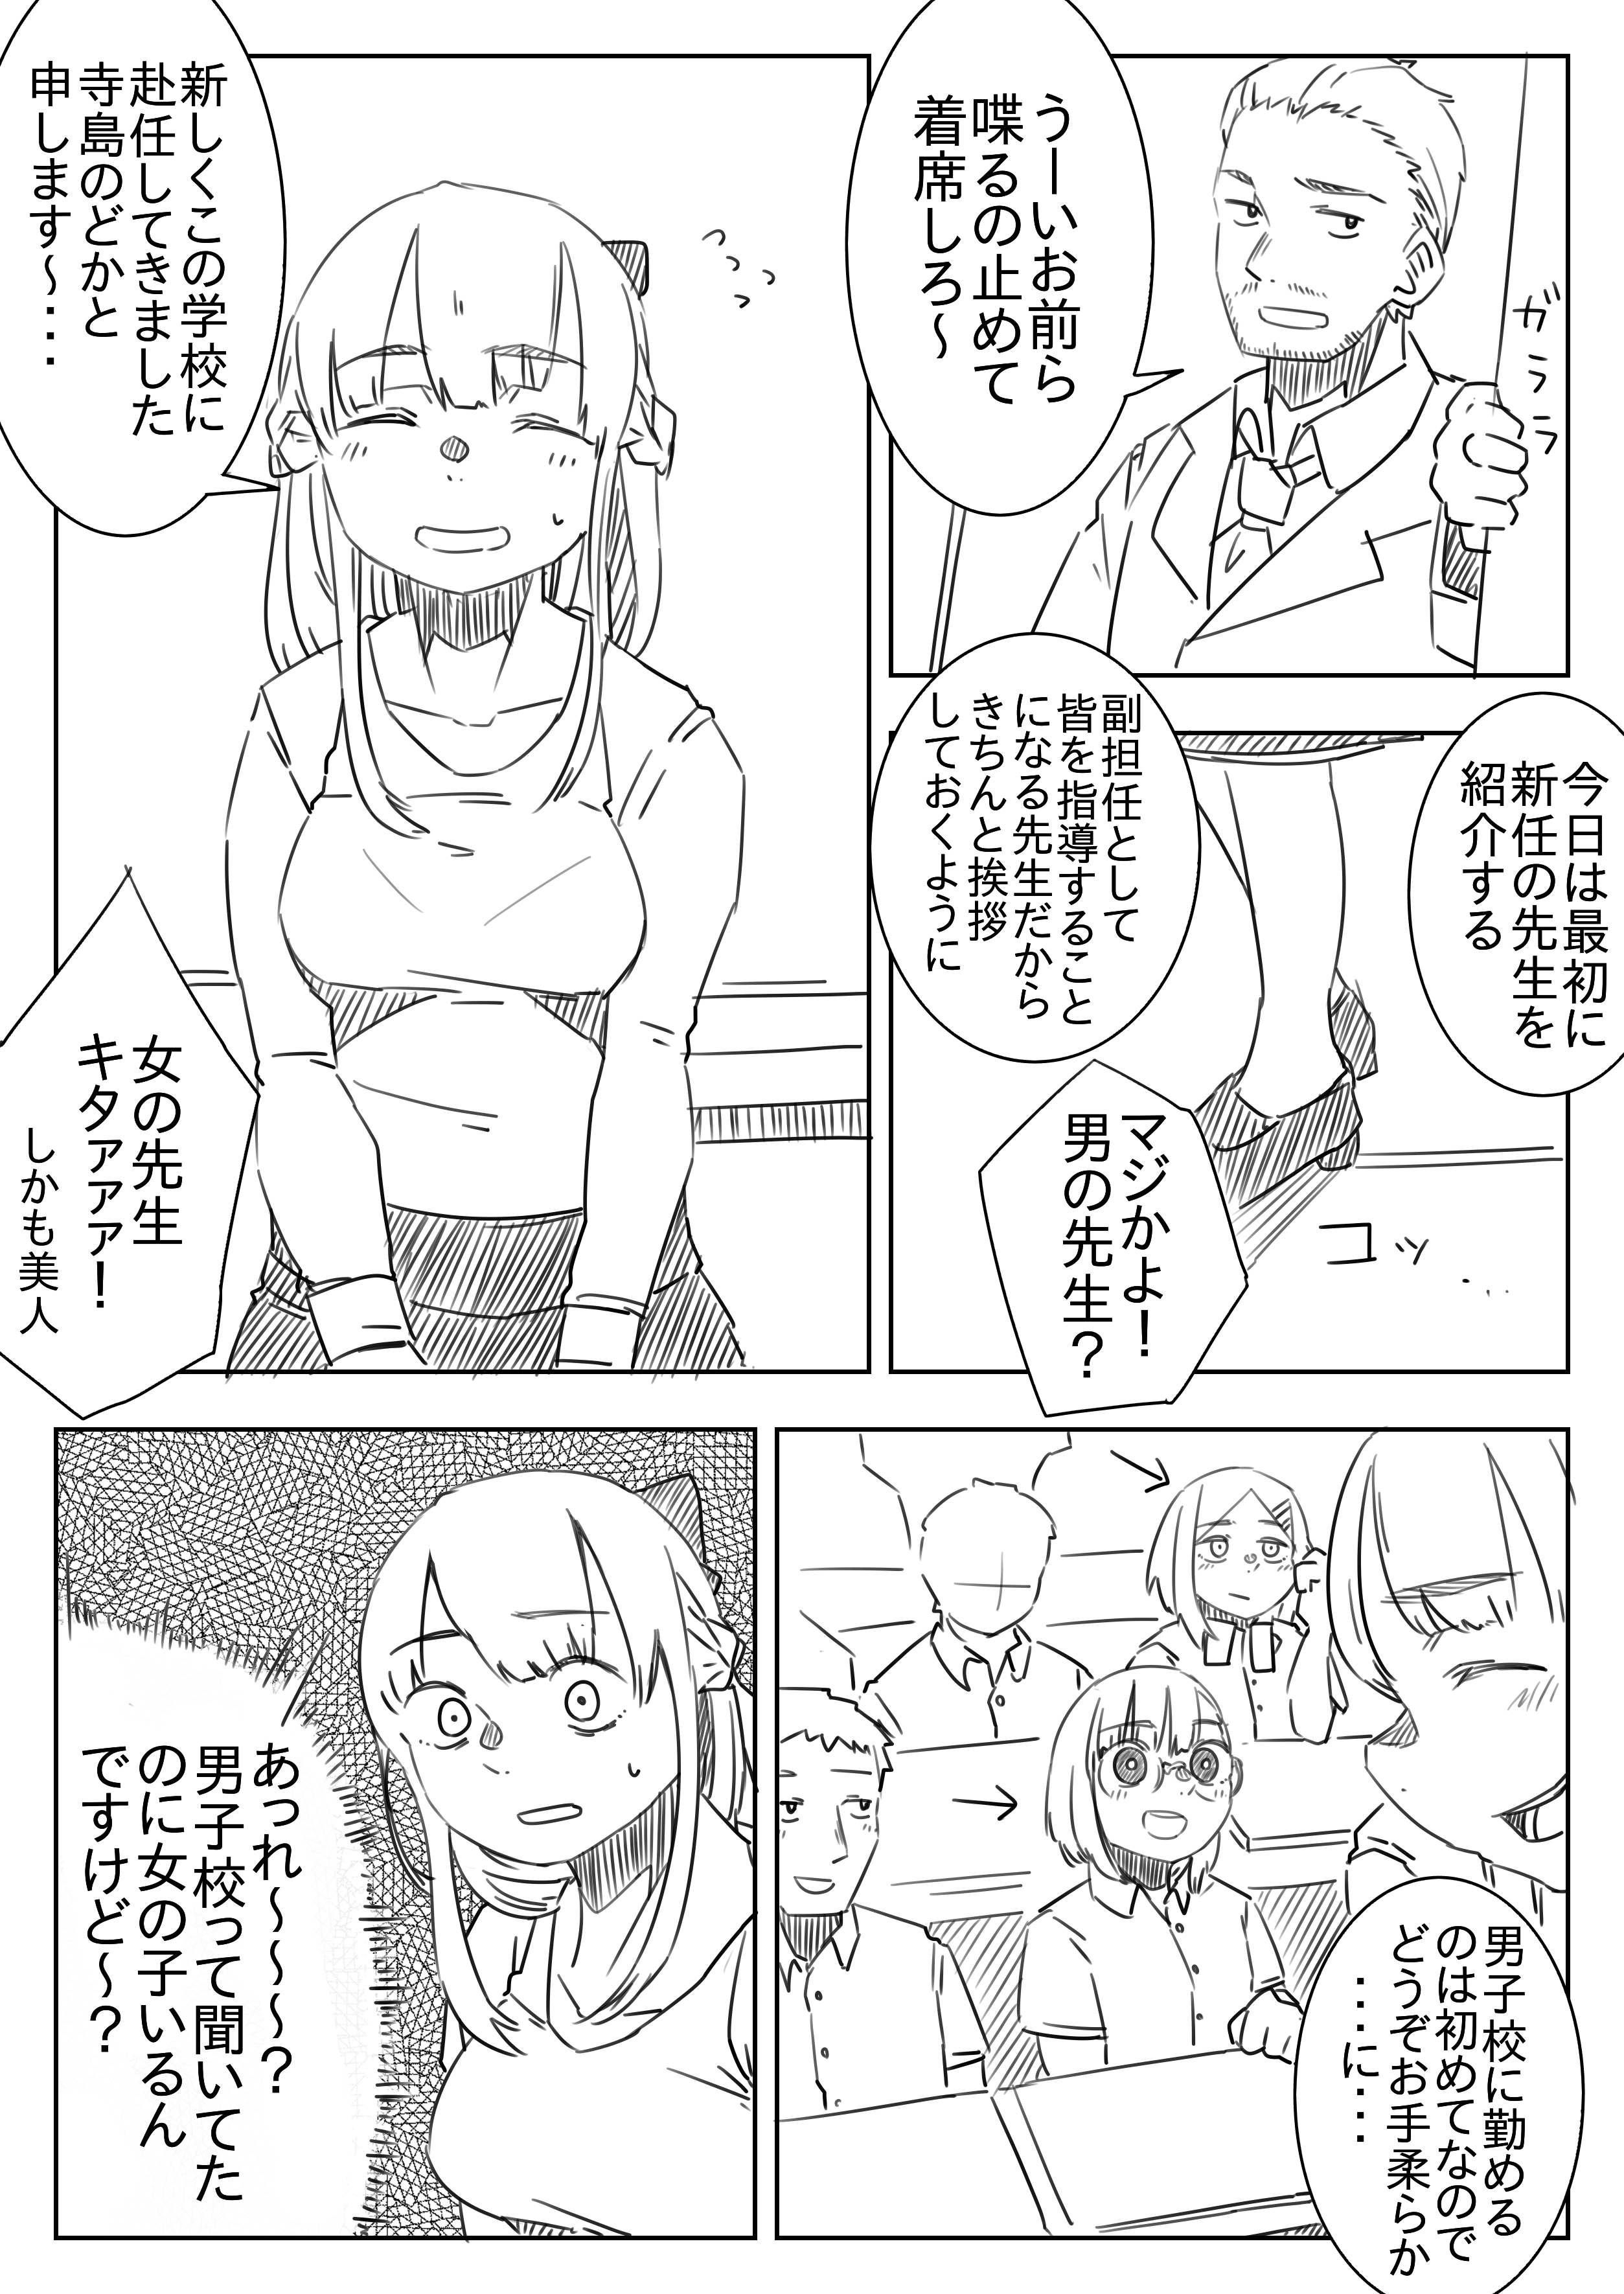 うーいお前ら
喋るの止めて
着席しろ～
ガララ
今日は最初に
新任の先生を
紹介する
副担任として
皆を指導すること
になる先生だから
きちんと挨拶
しておくように
マジかよ！
男の先生？
コッ
新しくこの学校に
赴任してきました
寺島のどかと
申します～・・・
女の先生
キタァァァ！
しかも美人
男子校に勤める
のは初めてなので
どうぞお手柔らか
・・・に・・・
あっれ～～～？
男子校って聞いてた
のに女の子いるん
ですけど～？